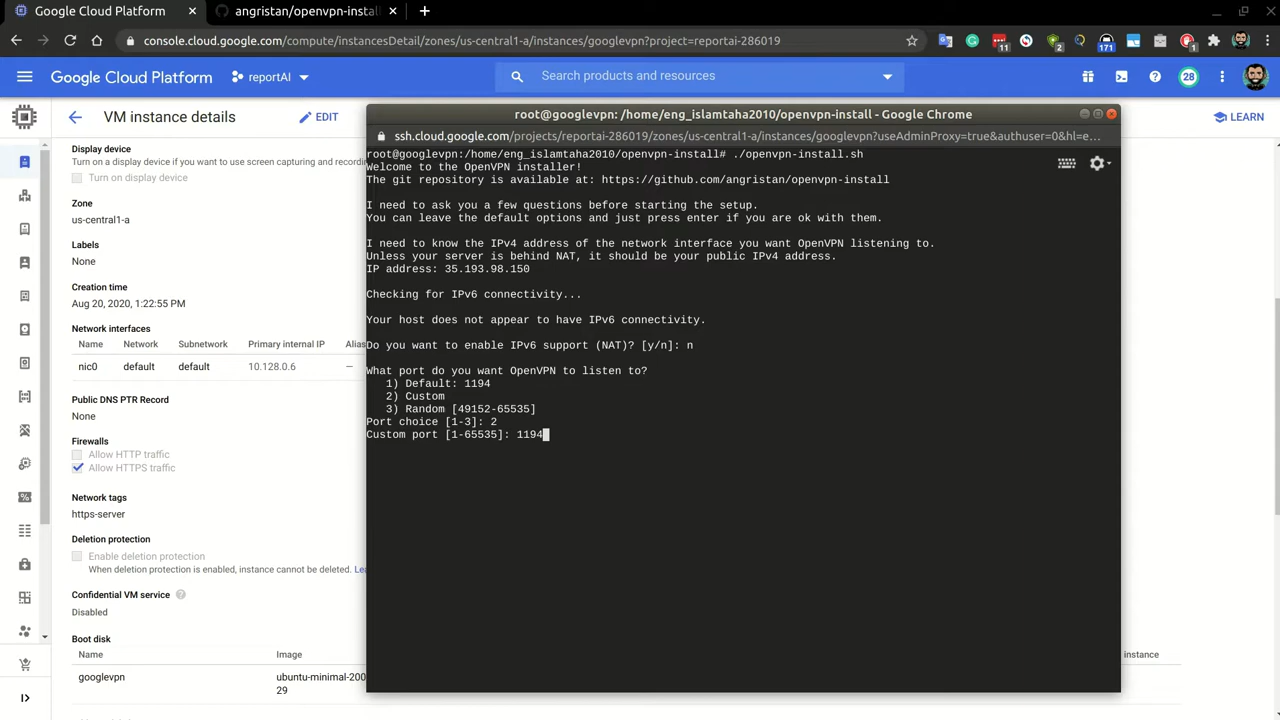 Google Cloud Platform
angristan/openvpn-install
console.cloud.google.com/compute/instancesDetail/zones/us-central1-a/instances/googlevpn?project=reportai-286019
11
2
171
1
Google Cloud Platform
reportAI
Search products and resources
28
VM instance details
EDIT
LEARN
Display device
Turn on a display device if you want to use screen capturing and recordin
Turn on display device
Zone
us-central1-a
Labels
None
Creation time
Aug 20, 2020, 1:22:55 PM
Network interfaces
Name Network Subnetwork Primary internal IP Alias
nic0 default default 10.128.0.6 —
Public DNS PTR Record
None
Firewalls
Allow HTTP traffic
Allow HTTPS traffic
Network tags
https-server
Deletion protection
Enable deletion protection
When deletion protection is enabled, instance cannot be deleted. Lea
Confidential VM service
Disabled
Boot disk
Name Image instance
googlevpn ubuntu-minimal-200
29
root@googlevpn: /home/eng_islamtaha2010/openvpn-install - Google Chrome
ssh.cloud.google.com/projects/reportai-286019/zones/us-central1-a/instances/googlevpn?useAdminProxy=true&authuser=0&hl=e...
root@googlevpn:/home/eng_islamtaha2010/openvpn-install# ./openvpn-install.sh
Welcome to the OpenVPN installer!
The git repository is available at: https://github.com/angristan/openvpn-install
I need to ask you a few questions before starting the setup.
You can leave the default options and just press enter if you are ok with them.
I need to know the IPv4 address of the network interface you want OpenVPN listening to.
Unless your server is behind NAT, it should be your public IPv4 address.
IP address: 35.193.98.150
Checking for IPv6 connectivity...
Your host does not appear to have IPv6 connectivity.
Do you want to enable IPv6 support (NAT)? [y/n]: n
What port do you want OpenVPN to listen to?
1) Default: 1194
2) Custom
3) Random [49152-65535]
Port choice [1-3]: 2
Custom port [1-65535]: 1194